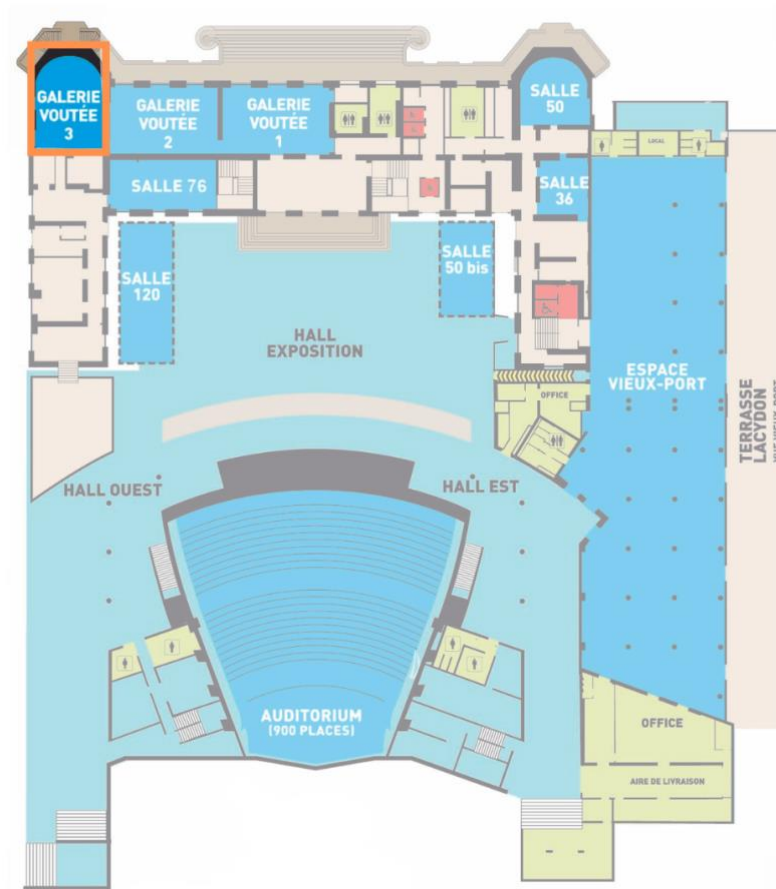 GALERIE
VOUTÉE
3
GALERIE
VOUTÉE
2
GALERIE
VOUTÉE
1
SALLE
50
LOCAL
SALLE 76
SALLE
36
SALLE
120
SALLE
50 bis
HALL
EXPOSITION
ESPACE
VIEUX-PORT
TERRASSE
LACYDON
OFFICE
HALL OUEST
HALL EST
AUDITORIUM
(900 PLACES)
OFFICE
AIRE DE LIVRAISON